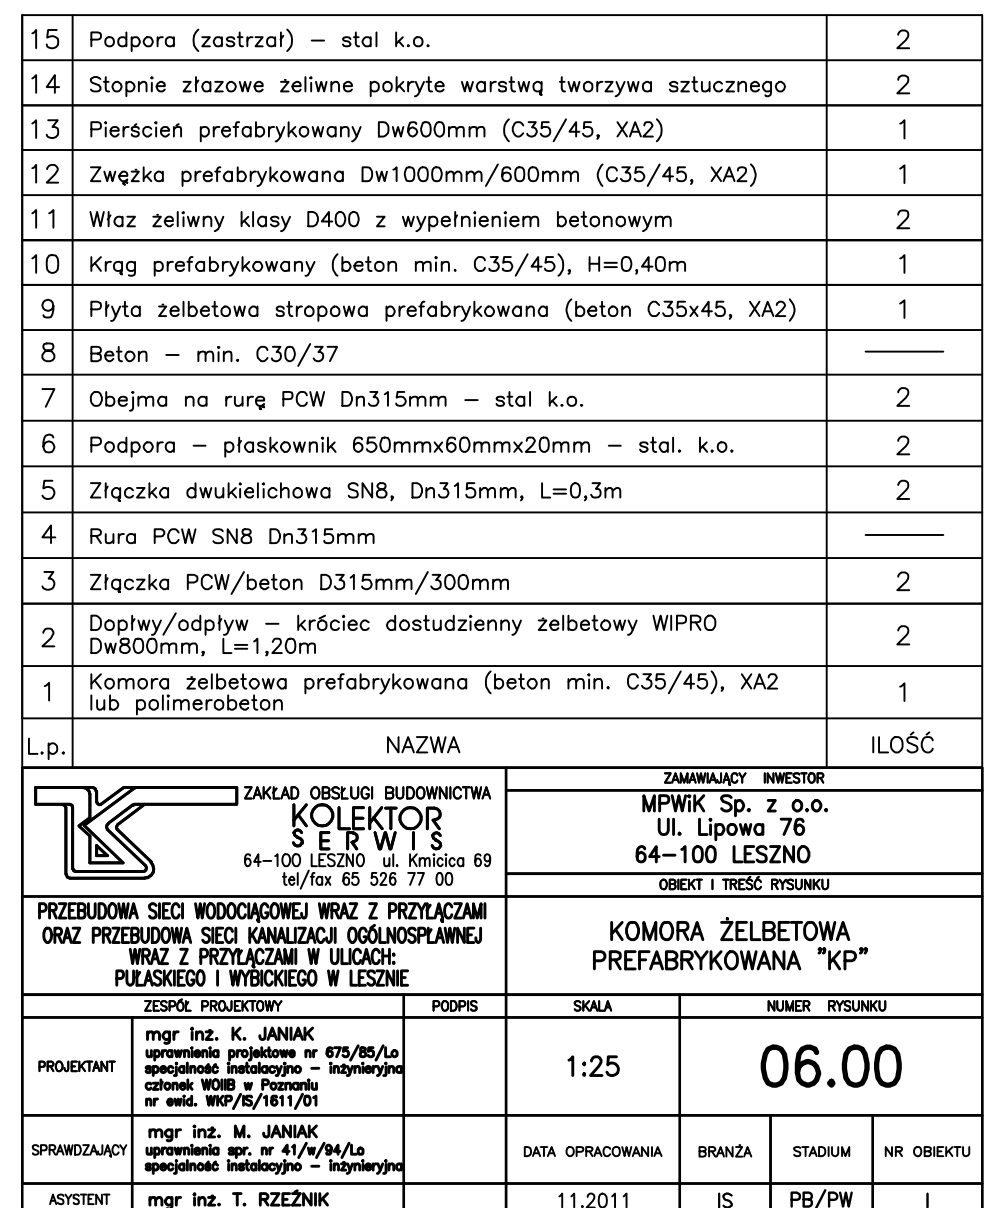 15 Podpora (zastrzał) – stal k.o. 2
14 Stopnie złazowe żeliwne pokryte warstwą tworzywa sztucznego 2
13 Pierścień prefabrykowany Dw600mm (C35/45, XA2) 1
12 Zwężka prefabrykowana Dw1000mm/600mm (C35/45, XA2) 1
11 Właz żeliwny klasy D400 z wypełnieniem betonowym 2
10 Krąg prefabrykowany (beton min. C35/45), H=0,40m 1
9 Płyta żelbetowa stropowa prefabrykowana (beton C35x45, XA2) 1
8 Beton – min. C30/37 ——
7 Obejma na rurę PCW Dn315mm – stal k.o. 2
6 Podpora – płaskownik 650mmx60mmx20mm – stal. k.o. 2
5 Złączka dwukielichowa SN8, Dn315mm, L=0,3m 2
4 Rura PCW SN8 Dn315mm ——
3 Złączka PCW/beton D315mm/300mm 2
2 Dopłwy/odpływ – króciec dostudzienny żelbetowy WIPRO
Dw800mm, L=1,20m 2
1 Komora żelbetowa prefabrykowana (beton min. C35/45), XA2
lub polimerobeton 1
L.p. NAZWA ILOŚĆ
ZAKŁAD OBSŁUGI BUDOWNICTWA
KOLEKTOR
SERWIS
64–100 LESZNO ul. Kmicica 69
tel/fax 65 526 77 00
ZAMAWIAJĄCY INWESTOR
MPWiK Sp. z o.o.
Ul. Lipowa 76
64–100 LESZNO
OBIEKT I TREŚĆ RYSUNKU
PRZEBUDOWA SIECI WODOCIĄGOWEJ WRAZ Z PRZYŁĄCZAMI
ORAZ PRZEBUDOWA SIECI KANALIZACJI OGÓLNOSPŁAWNEJ
WRAZ Z PRZYŁĄCZAMI W ULICACH:
PUŁASKIEGO I WYBICKIEGO W LESZNIE
KOMORA ŻELBETOWA
PREFABRYKOWANA "KP"
ZESPÓŁ PROJEKTOWY PODPIS SKALA NUMER RYSUNKU
PROJEKTANT
mgr inż. K. JANIAK
uprawnienia projektowe nr 675/85/Lo
specjalność instalacyjno – inżynieryjna
członek WOIIB w Poznaniu
nr ewid. WKP/IS/1611/01
1:25
06.00
SPRAWDZAJĄCY
mgr inż. M. JANIAK
uprawnienia spr. nr 41/w/94/Lo
specjalność instalacyjno – inżynieryjna
DATA OPRACOWANIA BRANŻA STADIUM NR OBIEKTU
ASYSTENT mgr inż. T. RZEŹNIK 11.2011 IS PB/PW I